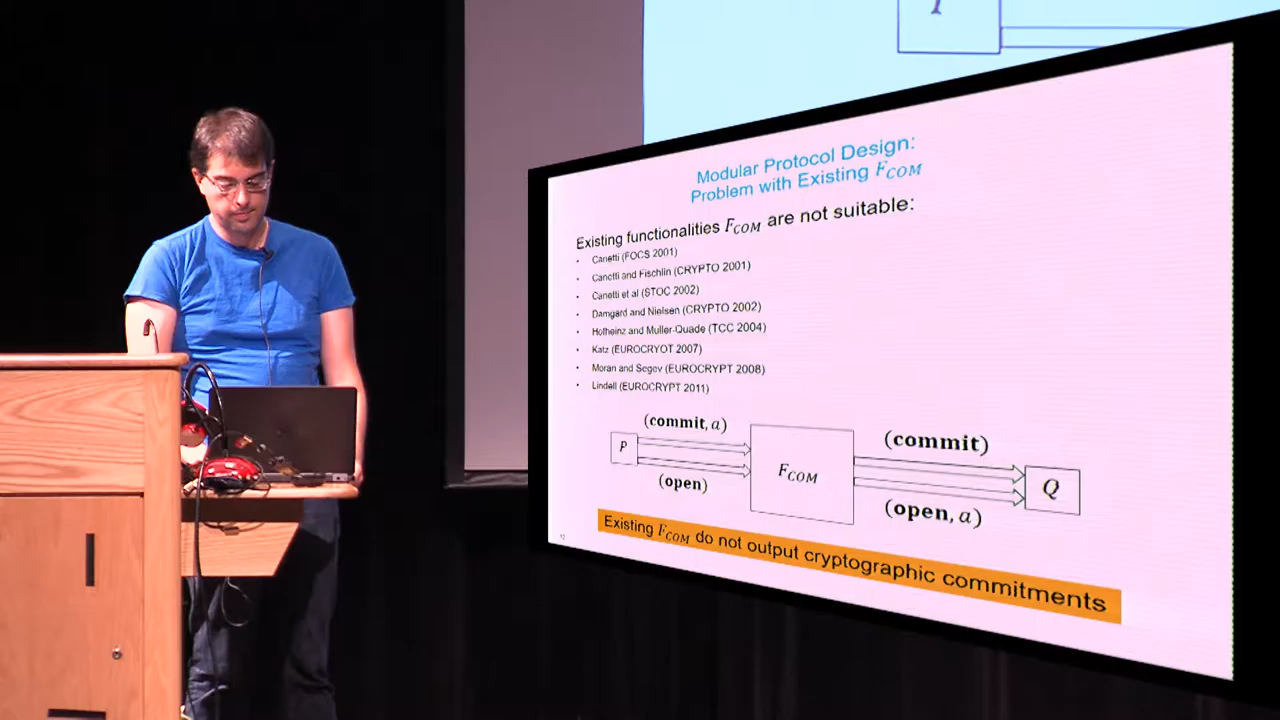 Modular Protocol Design:
Problem with Existing F_COM
Existing functionalities F_COM are not suitable:
• Canetti (FOCS 2001)
• Canetti and Fischlin (CRYPTO 2001)
• Canetti et al (STOC 2002)
• Damgard and Nielsen (CRYPTO 2002)
• Hofheinz and Muller-Quade (TCC 2004)
• Katz (EUROCRYOT 2007)
• Moran and Segev (EUROCRYPT 2008)
• Lindell (EUROCRYPT 2011)
(commit, a)
(commit)
P
F_COM
Q
(open)
(open, a)
Existing F_COM do not output cryptographic commitments
12